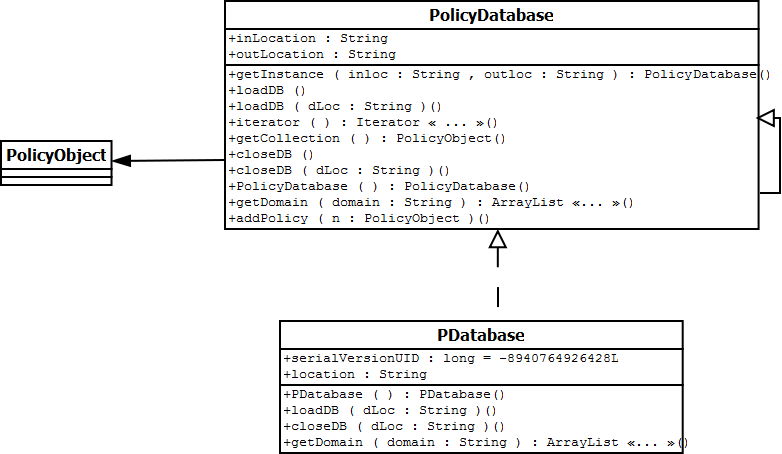 PolicyDatabase
+inLocation : String
+outLocation : String
+getInstance ( inloc : String , outloc : String ) : PolicyDatabase()
+loadDB ()
+loadDB ( dLoc : String )()
+iterator ( ) : Iterator « ... »()
+getCollection ( ) : PolicyObject()
+closeDB ()
+closeDB ( dLoc : String )()
+PolicyDatabase ( ) : PolicyDatabase()
+getDomain ( domain : String ) : ArrayList «... »()
+addPolicy ( n : PolicyObject )()
PolicyObject
PDatabase
+serialVersionUID : long = -8940764926428L
+location : String
+PDatabase ( ) : PDatabase()
+loadDB ( dLoc : String )()
+closeDB ( dLoc : String )()
+getDomain ( domain : String ) : ArrayList «... »()